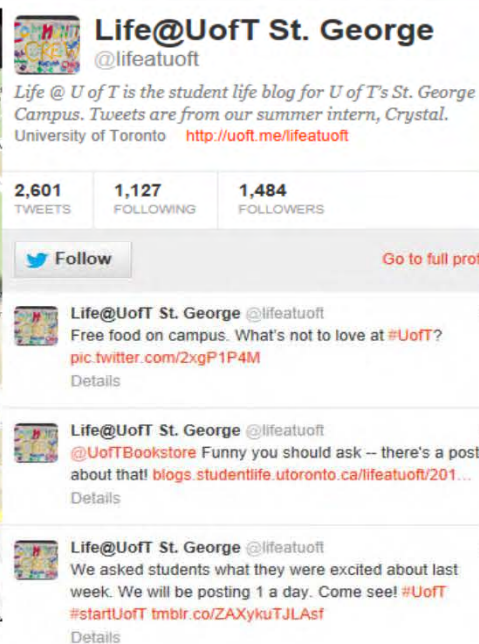 Life@UofT St. George
@lifeatuoft
Life @ U of T is the student life blog for U of T's St. George
Campus. Tweets are from our summer intern, Crystal.
University of Toronto http://uoft.me/lifeatuoft
2,601 1,127 1,484
TWEETS FOLLOWING FOLLOWERS
Follow Go to full prof
Life@UofT St. George @lifeatuoft
Free food on campus. What's not to love at #UofT?
pic.twitter.com/2xgP1P4M
Details
Life@UofT St. George @lifeatuoft
@UofTBookstore Funny you should ask -- there's a post
about that! blogs.studentlife.utoronto.ca/lifeatuoft/201...
Details
Life@UofT St. George @lifeatuoft
We asked students what they were excited about last
week. We will be posting 1 a day. Come see! #UofT
#startUofT tmblr.co/ZAXykuTJLAsf
Details